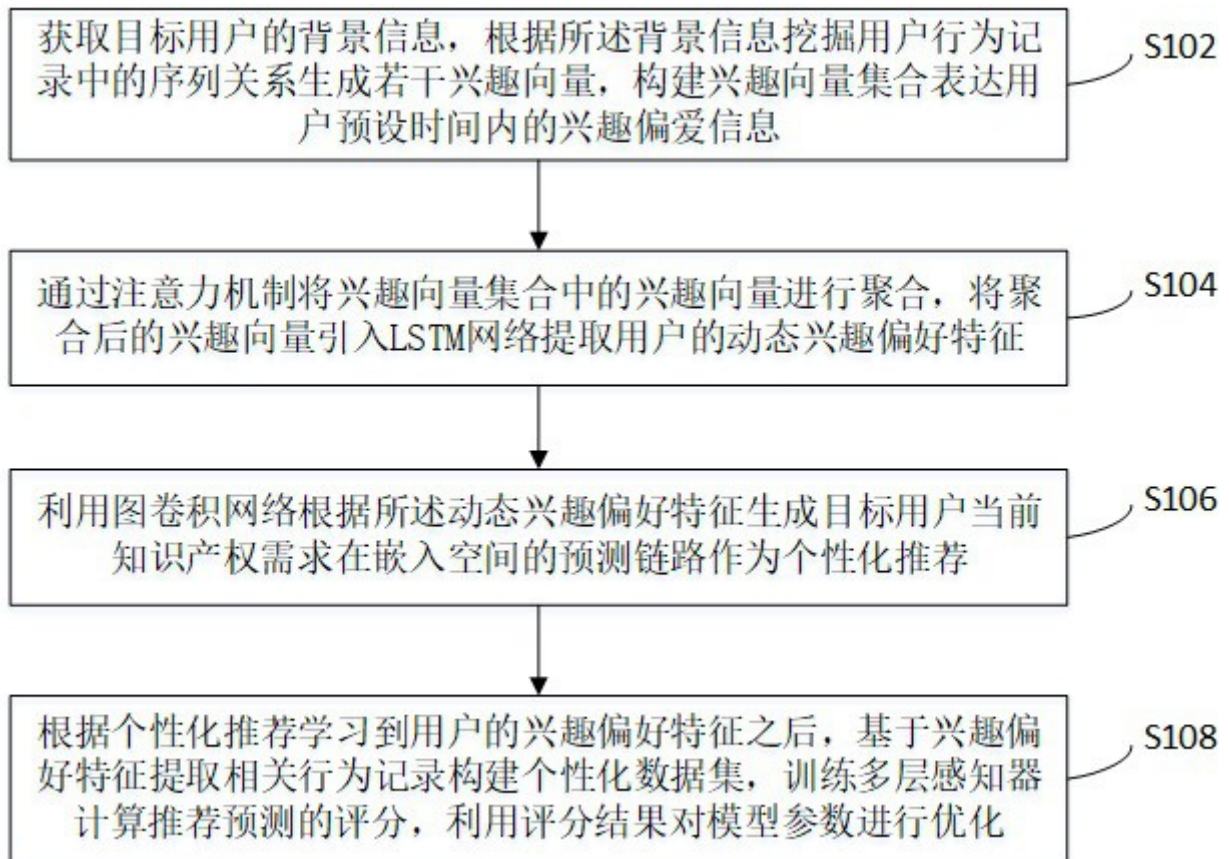 获取目标用户的背景信息，根据所述背景信息挖掘用户行为记
录中的序列关系生成若干兴趣向量，构建兴趣向量集合表达用
户预设时间内的兴趣偏爱信息
S102
通过注意力机制将兴趣向量集合中的兴趣向量进行聚合，将聚
合后的兴趣向量引入LSTM网络提取用户的动态兴趣偏好特征
S104
利用图卷积网络根据所述动态兴趣偏好特征生成目标用户当前
知识产权需求在嵌入空间的预测链路作为个性化推荐
S106
根据个性化推荐学习到用户的兴趣偏好特征之后，基于兴趣偏
好特征提取相关行为记录构建个性化数据集，训练多层感知器
计算推荐预测的评分，利用评分结果对模型参数进行优化
S108